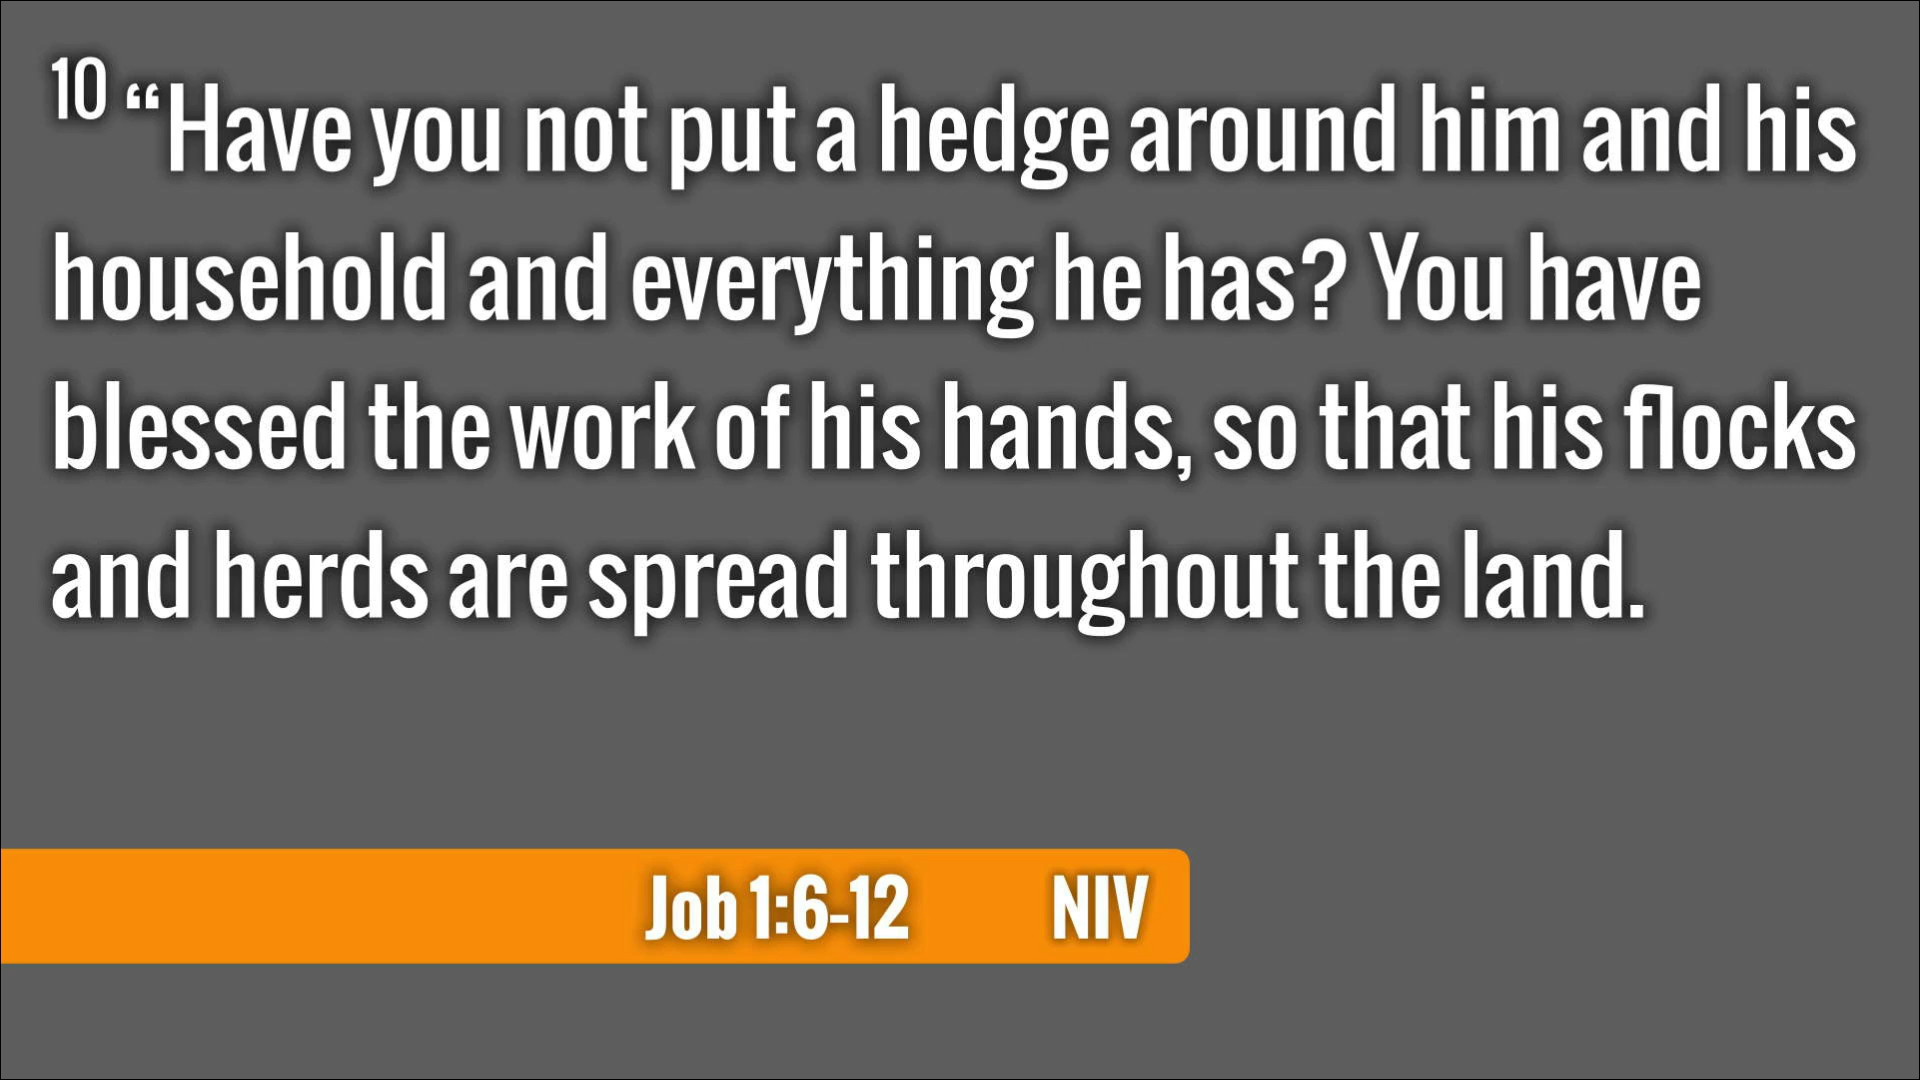 10 “Have you not put a hedge around him and his
household and everything he has? You have
blessed the work of his hands, so that his flocks
and herds are spread throughout the land.
Job 1:6-12 NIV